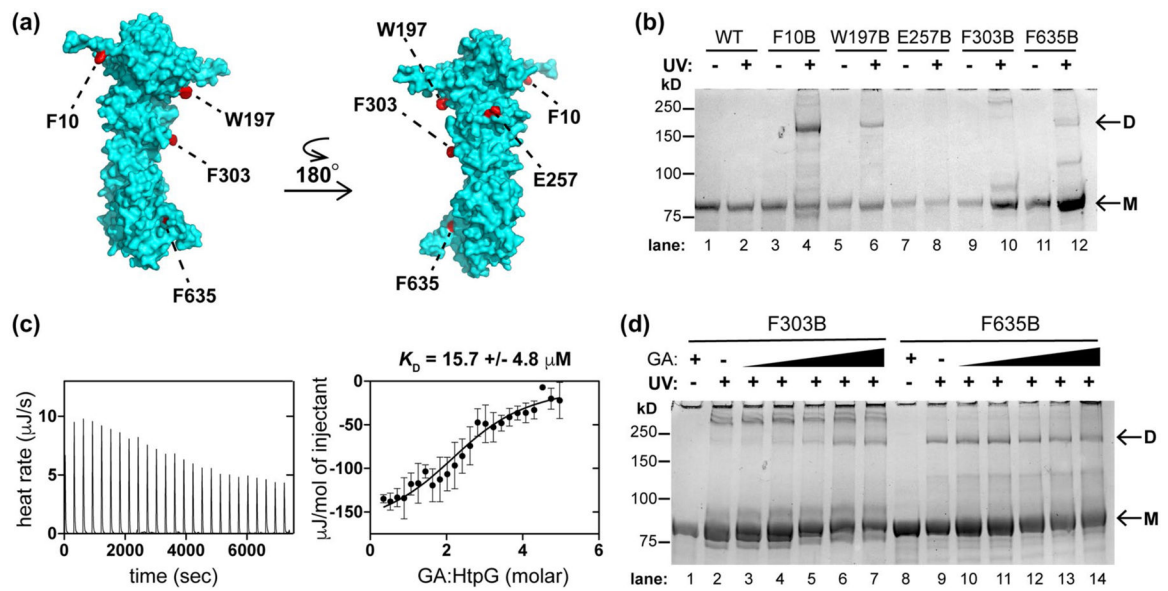 (a)
W197
F10
W197
F303
F10
F303
180°
E257
F635
F635
(b)
WT F10B W197B E257B F303B F635B
UV: - + - + - + - + - + - +
kD
250
D
150
100
M
75
lane: 1 2 3 4 5 6 7 8 9 10 11 12
(c)
K_D = 15.7 +/- 4.8 μM
heat rate (μJ/s)
10
5
0
0 2000 4000 6000
time (sec)
μJ/mol of injectant
0
-50
-100
-150
0 2 4 6
GA:HtpG (molar)
(d)
F303B F635B
GA: + - + -
UV: - + + + + + + - + + + + + +
kD
250
D
150
100
M
75
lane: 1 2 3 4 5 6 7 8 9 10 11 12 13 14